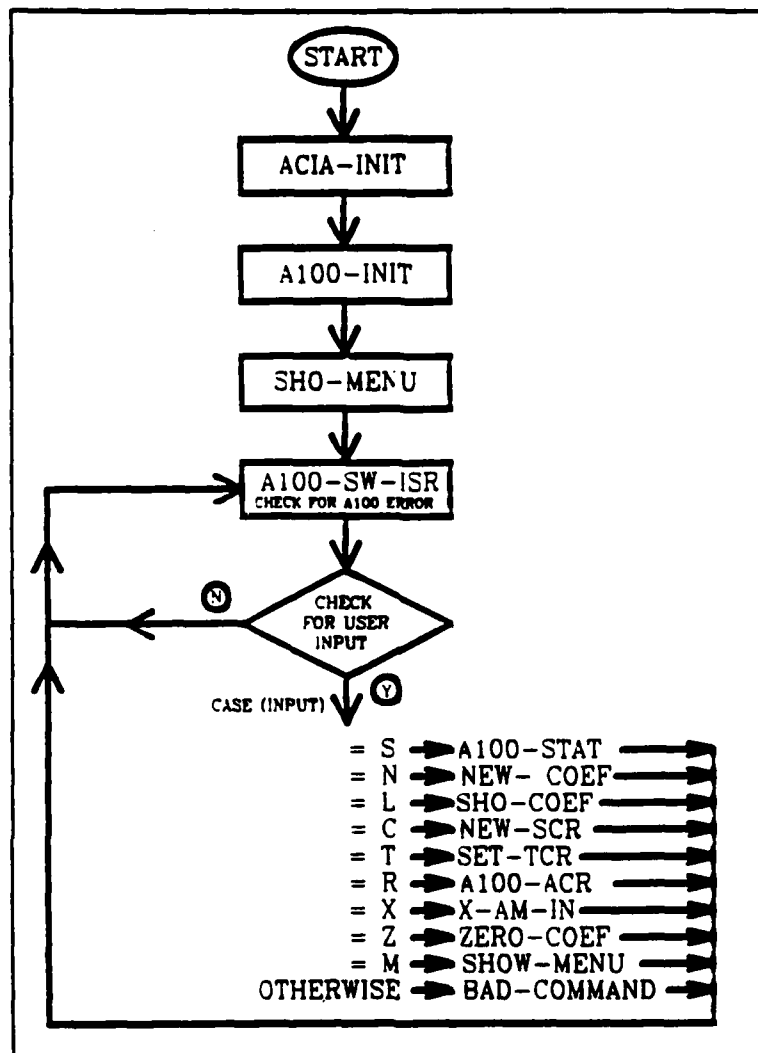 START
ACIA-INIT
A100-INIT
SHO-MENU
A100-SW-ISR
CHECK FOR A100 ERROR
N
CHECK
FOR USER
INPUT
Y
CASE (INPUT)
= S A100-STAT
= N NEW- COEF
= L SHO-COEF
= C NEW-SCR
= T SET-TCR
= R A100-ACR
= X X-AM-IN
= Z ZERO-COEF
= M SHOW-MENU
OTHERWISE BAD-COMMAND